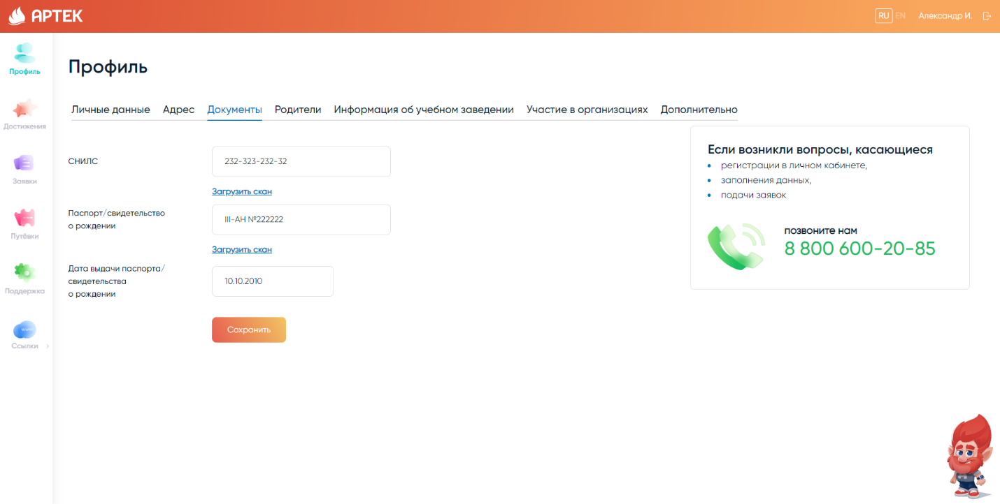 АРТЕК
RU EN Александр И.
Профиль
Достижения
Заявки
Путёвки
Поддержка
Ссылки
Профиль
Личные данные Адрес Документы Родители Информация об учебном заведении Участие в организациях Дополнительно
СНИЛС
232-323-232-32
Загрузить скан
Паспорт/свидетельство
о рождении
III-АН №222222
Загрузить скан
Дата выдачи паспорта/
свидетельства
о рождении
10.10.2010
Сохранить
Если возникли вопросы, касающиеся
регистрации в личном кабинете,
заполнения данных,
подачи заявок
позвоните нам
8 800 600-20-85